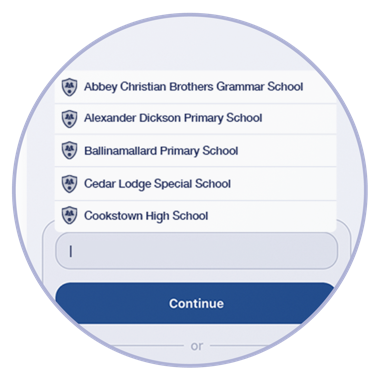 Abbey Christian Brothers Grammar School
Alexander Dickson Primary School
Ballinamallard Primary School
Cedar Lodge Special School
Cookstown High School
Continue
or